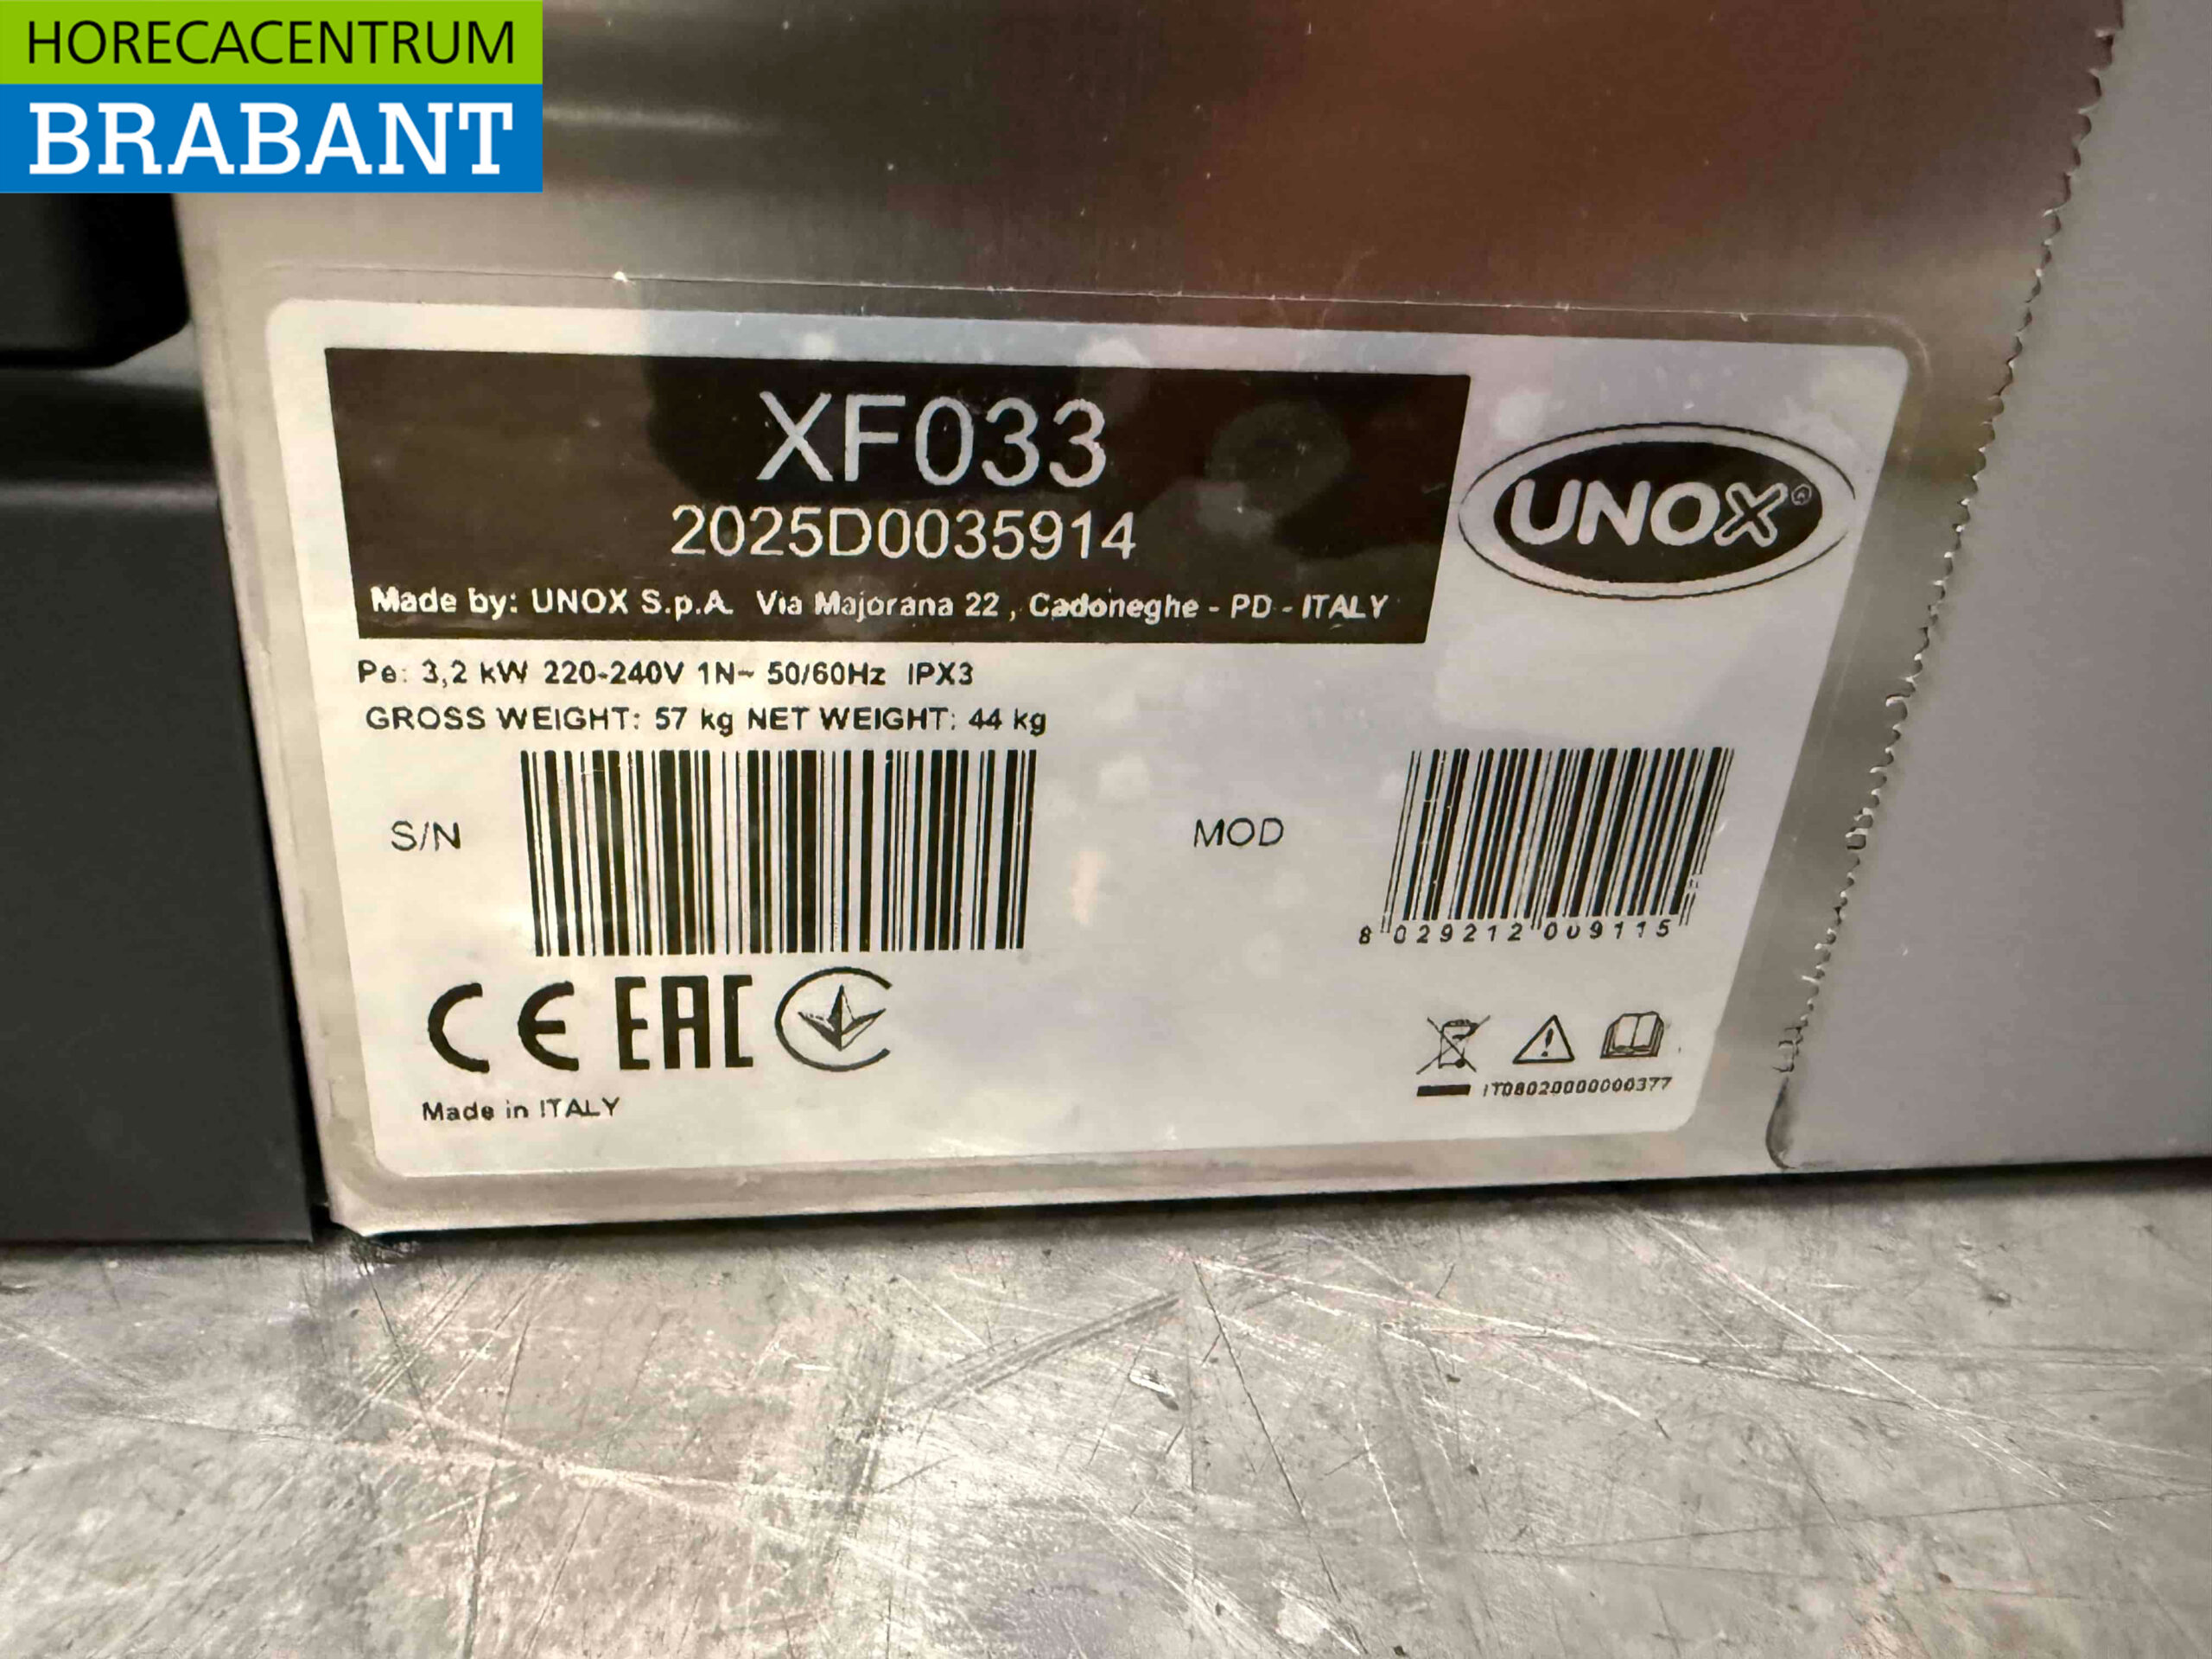 HORECACENTRUM
BRABANT
XF033
2025D0035914
UNOX®
Made by: UNOX S.p.A. Via Majorana 22 , Cadoneghe - PD - ITALY
Pe: 3,2 kW 220-240V 1N~ 50/60Hz IPX3
GROSS WEIGHT: 57 kg NET WEIGHT: 44 kg
S/N
MOD
8 029212 009115
CE EAC
IT08020000000377
Made in ITALY